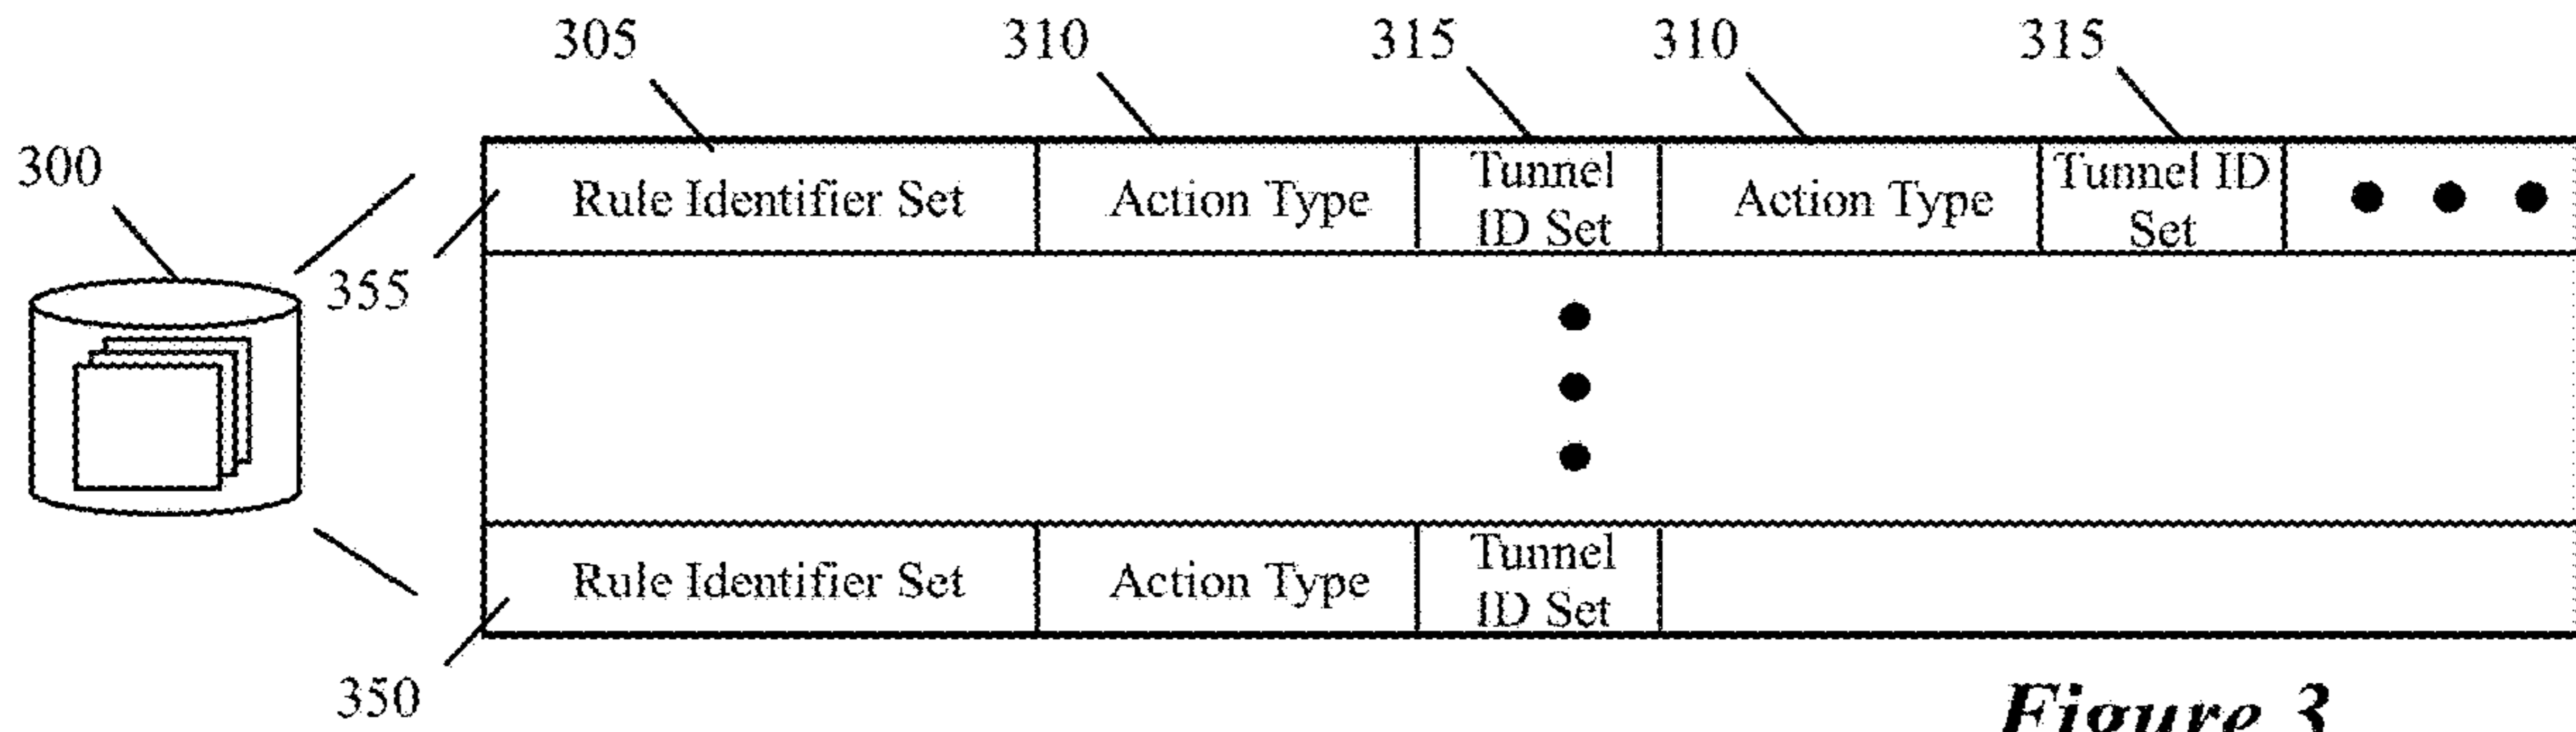 305 310 315 310 315
300
Rule Identifier Set Action Type Tunnel ID Set Action Type Tunnel ID Set
355
Rule Identifier Set Action Type Tunnel ID Set
350
Figure 3